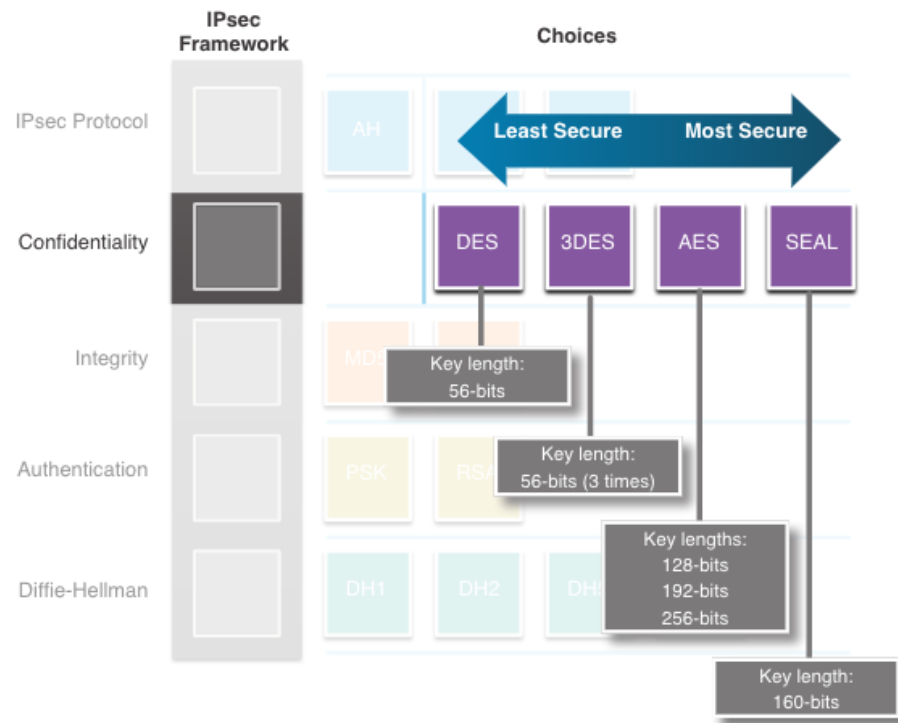 IPsec
Framework
Choices
IPsec Protocol
AH
Least Secure
Most Secure
Confidentiality
DES
3DES
AES
SEAL
Integrity
Key length:
56-bits
Authentication
PSK
Key length:
56-bits (3 times)
Diffie-Hellman
DH1
DH2
Key lengths:
128-bits
192-bits
256-bits
Key length:
160-bits